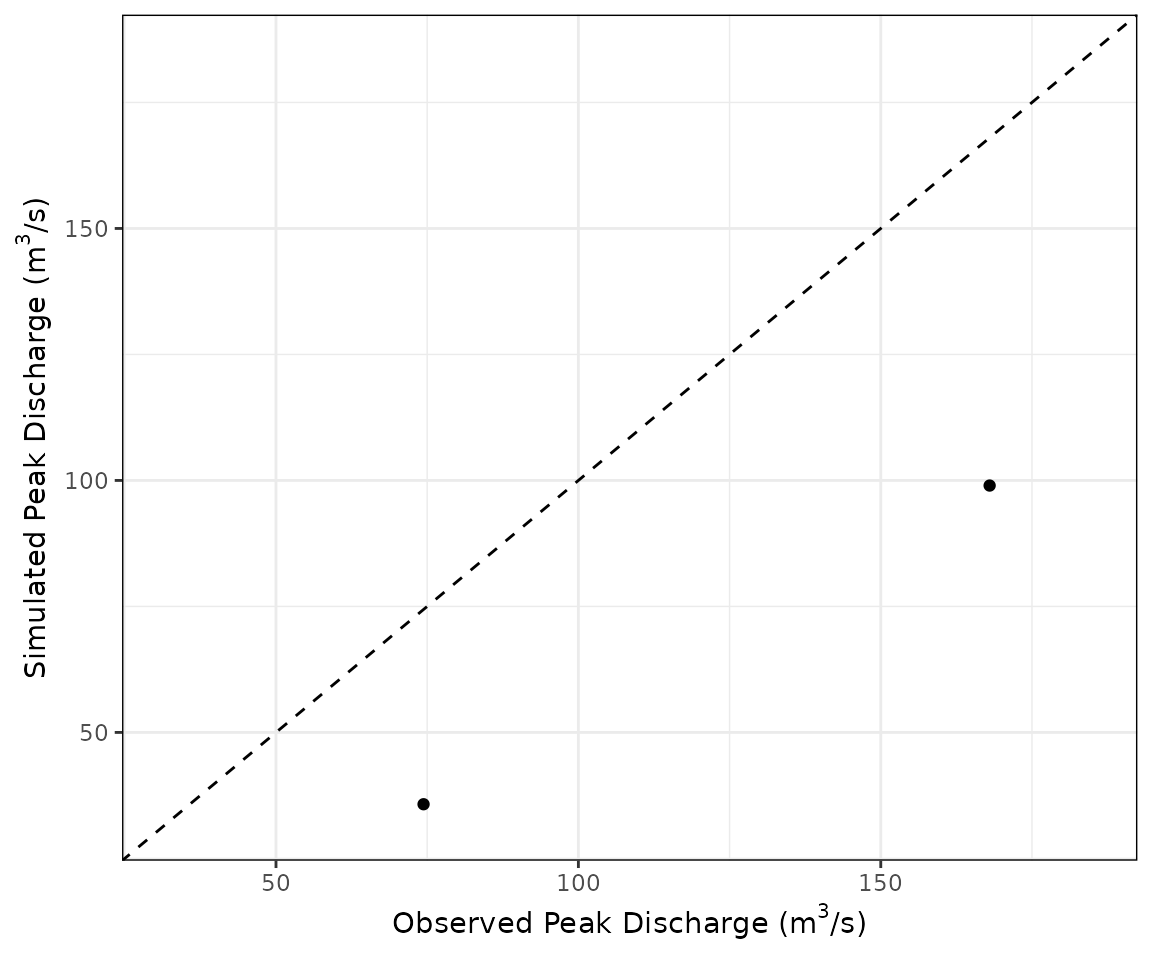 Simulated Peak Discharge (m³/s)
150
100
50
50 100 150
Observed Peak Discharge (m³/s)